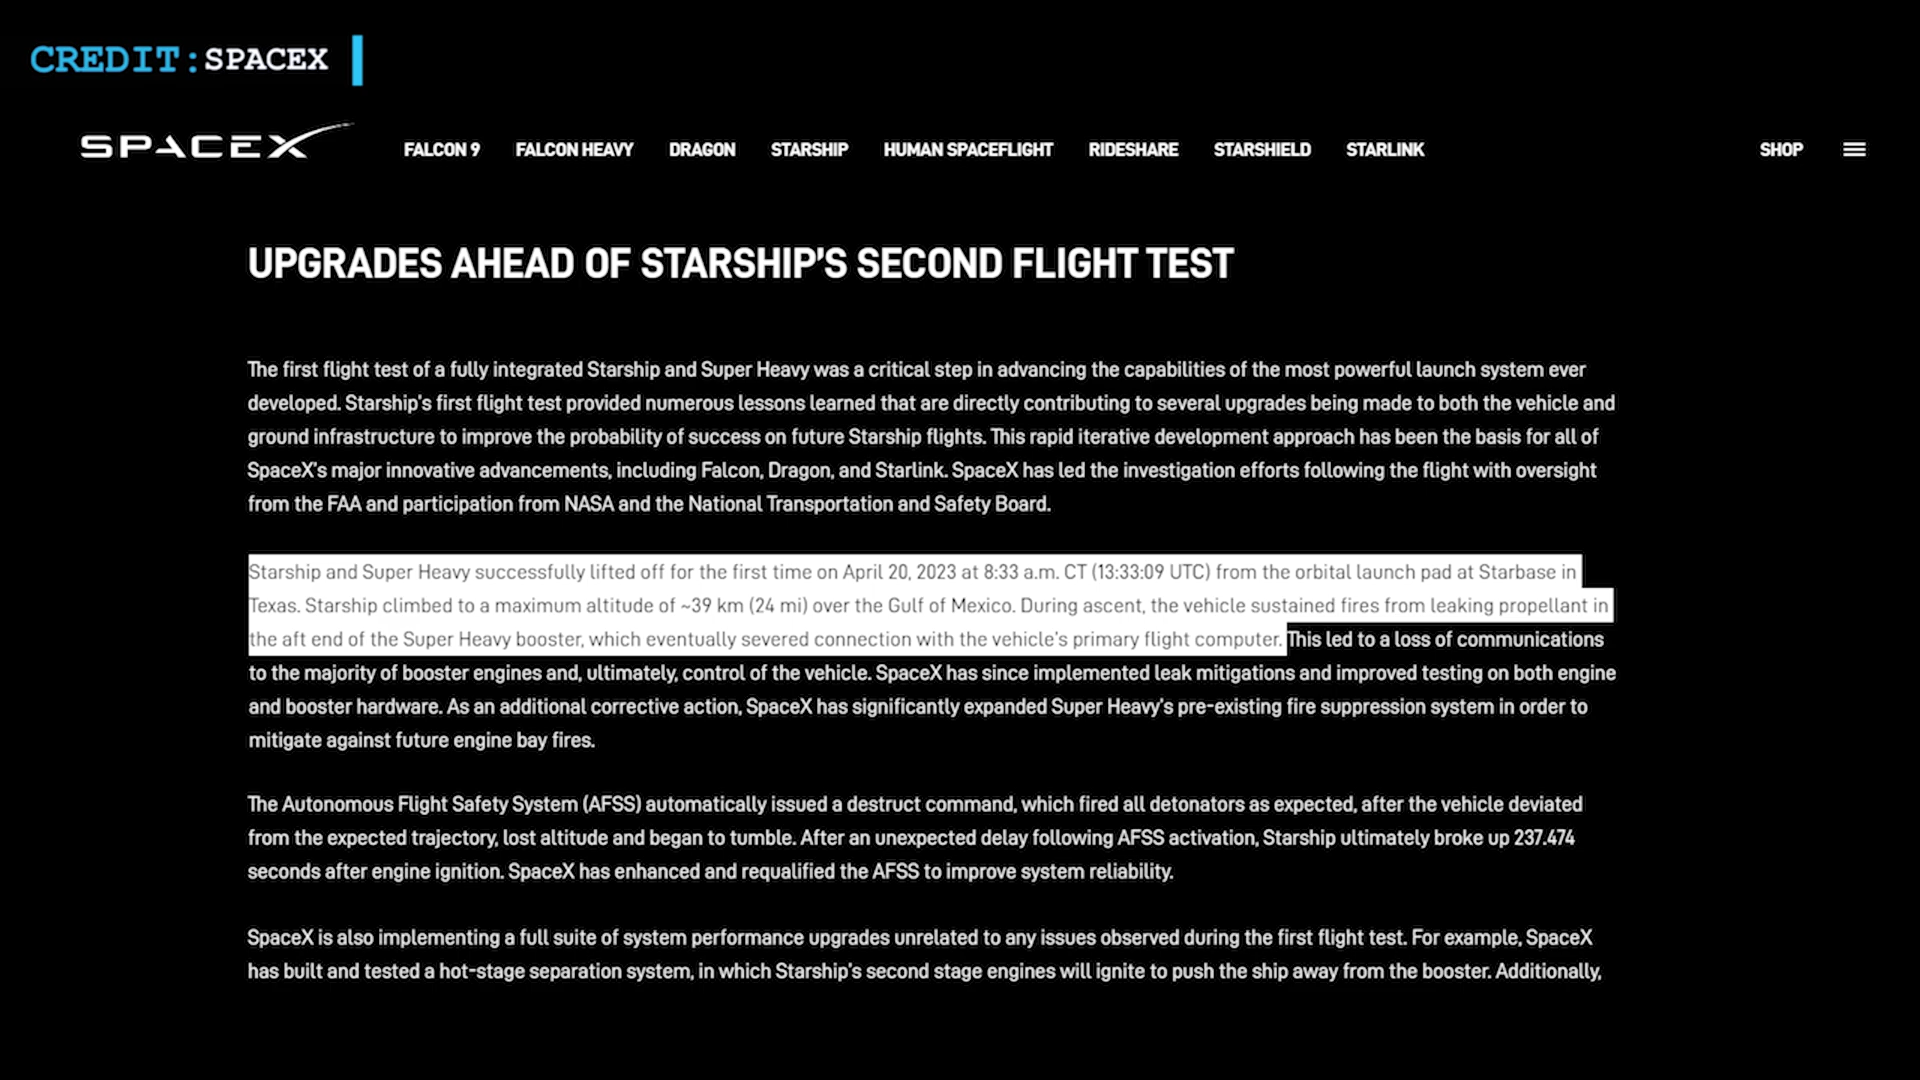 CREDIT: SPACEX
SPACEX FALCON 9 FALCON HEAVY DRAGON STARSHIP HUMAN SPACEFLIGHT RIDESHARE STARSHIELD STARLINK SHOP
UPGRADES AHEAD OF STARSHIP'S SECOND FLIGHT TEST
The first flight test of a fully integrated Starship and Super Heavy was a critical step in advancing the capabilities of the most powerful launch system ever
developed. Starship's first flight test provided numerous lessons learned that are directly contributing to several upgrades being made to both the vehicle and
ground infrastructure to improve the probability of success on future Starship flights. This rapid iterative development approach has been the basis for all of
SpaceX's major innovative advancements, including Falcon, Dragon, and Starlink. SpaceX has led the investigation efforts following the flight with oversight
from the FAA and participation from NASA and the National Transportation and Safety Board.
Starship and Super Heavy successfully lifted off for the first time on April 20, 2023 at 8:33 a.m. CT (13:33:09 UTC) from the orbital launch pad at Starbase in
Texas. Starship climbed to a maximum altitude of ~39 km (24 mi) over the Gulf of Mexico. During ascent, the vehicle sustained fires from leaking propellant in
the aft end of the Super Heavy booster, which eventually severed connection with the vehicle's primary flight computer. This led to a loss of communications
to the majority of booster engines and, ultimately, control of the vehicle. SpaceX has since implemented leak mitigations and improved testing on both engine
and booster hardware. As an additional corrective action, SpaceX has significantly expanded Super Heavy's pre-existing fire suppression system in order to
mitigate against future engine bay fires.
The Autonomous Flight Safety System (AFSS) automatically issued a destruct command, which fired all detonators as expected, after the vehicle deviated
from the expected trajectory, lost altitude and began to tumble. After an unexpected delay following AFSS activation, Starship ultimately broke up 237.474
seconds after engine ignition. SpaceX has enhanced and requalified the AFSS to improve system reliability.
SpaceX is also implementing a full suite of system performance upgrades unrelated to any issues observed during the first flight test. For example, SpaceX
has built and tested a hot-stage separation system, in which Starship's second stage engines will ignite to push the ship away from the booster. Additionally,